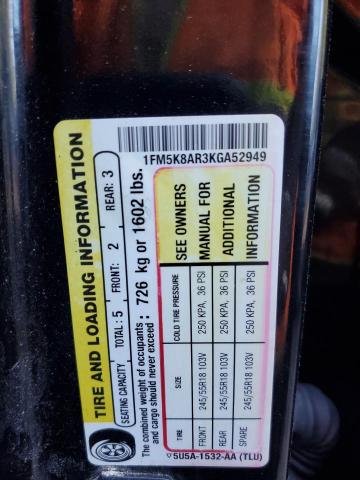 1FM5K8AR3KGA52949
TIRE AND LOADING INFORMATION
SEATING CAPACITY TOTAL: 5 FRONT: 2 REAR: 3
The combined weight of occupants
and cargo should never exceed : 726 kg or 1602 lbs.
TIRE SIZE COLD TIRE PRESSURE
FRONT 245/55R18 103V 250 KPA, 36 PSI
REAR 245/55R18 103V 250 KPA, 36 PSI
SPARE 245/55R18 103V 250 KPA, 36 PSI
SEE OWNERS
MANUAL FOR
ADDITIONAL
INFORMATION
5U5A-1532-AA (TLU)